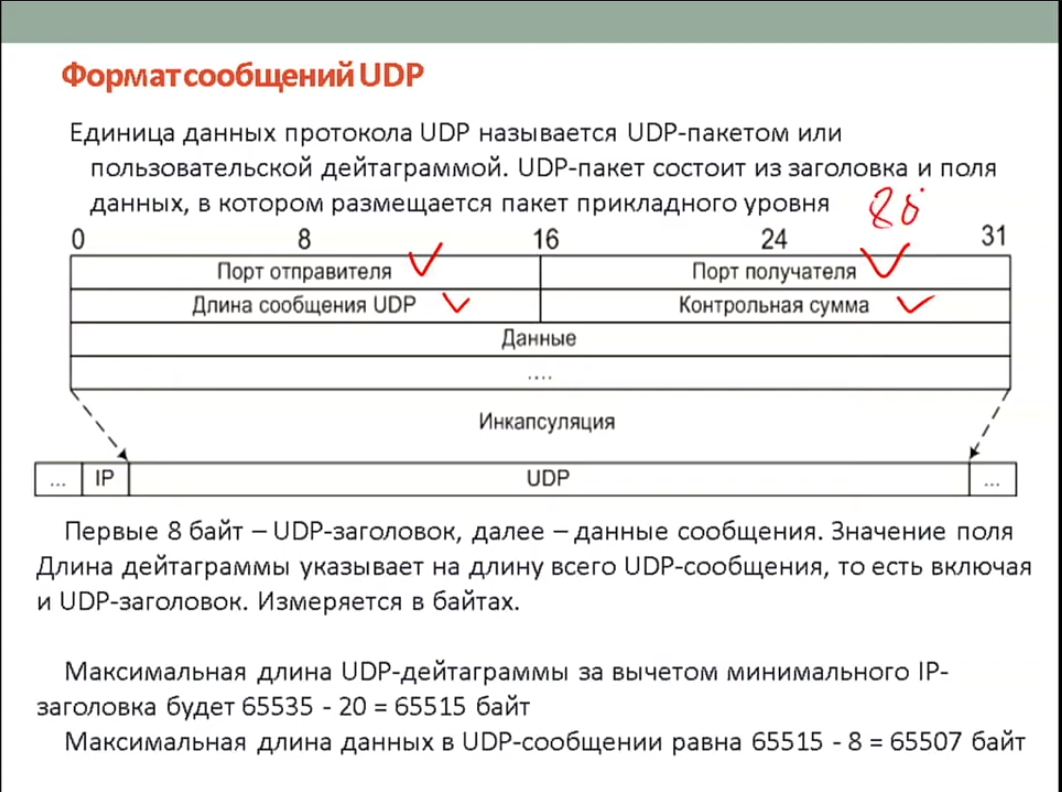 Формат сообщений UDP
Единица данных протокола UDP называется UDP-пакетом или
пользовательской дейтаграммой. UDP-пакет состоит из заголовка и поля
данных, в котором размещается пакет прикладного уровня
0 8 16 24 31
Порт отправителя Порт получателя
Длина сообщения UDP Контрольная сумма
Данные
....
Инкапсуляция
... IP UDP ...
Первые 8 байт – UDP-заголовок, далее – данные сообщения. Значение поля
Длина дейтаграммы указывает на длину всего UDP-сообщения, то есть включая
и UDP-заголовок. Измеряется в байтах.
Максимальная длина UDP-дейтаграммы за вычетом минимального IP-
заголовка будет 65535 - 20 = 65515 байт
Максимальная длина данных в UDP-сообщении равна 65515 - 8 = 65507 байт